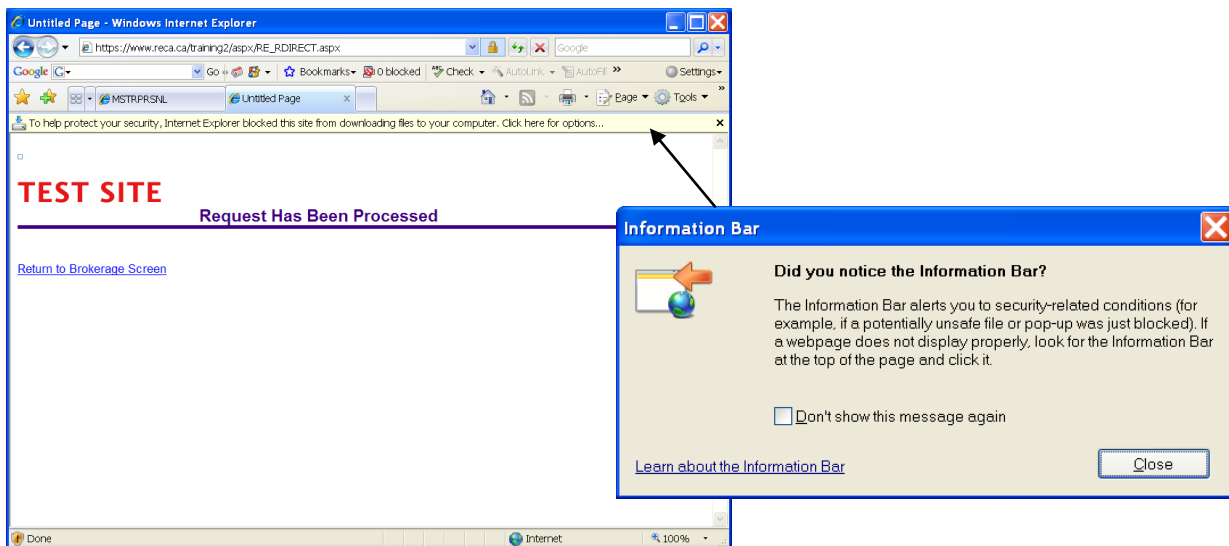 Untitled Page - Windows Internet Explorer
https://www.reca.ca/training2/aspx/RE_RDIRECT.aspx
Google
Google G
Go
Bookmarks
0 blocked
Check
AutoLink
AutoFill
»
Settings
MSTRPRSNL
Untitled Page
x
Page
Tools
»
To help protect your security, Internet Explorer blocked this site from downloading files to your computer. Click here for options...
TEST SITE
Request Has Been Processed
Return to Brokerage Screen
Done
Internet
100%
Information Bar
Did you notice the Information Bar?
The Information Bar alerts you to security-related conditions (for
example, if a potentially unsafe file or pop-up was just blocked). If
a webpage does not display properly, look for the Information Bar
at the top of the page and click it.
Don't show this message again
Learn about the Information Bar
Close